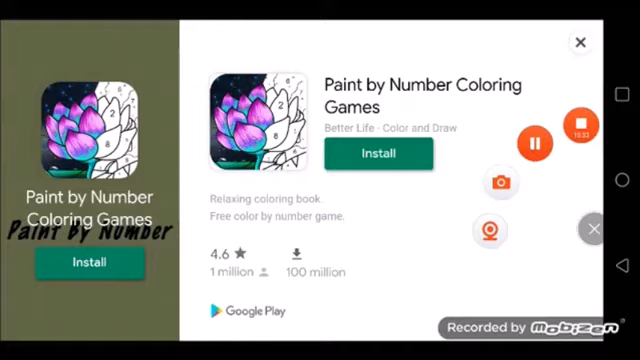 Paint by Number
Coloring Games
Paint by Number
Install
Paint by Number Coloring
Games
Better Life - Color and Draw
Install
Relaxing coloring book.
Free color by number game.
4.6
1 million
100 million
Google Play
15:33
Recorded by Mobizen